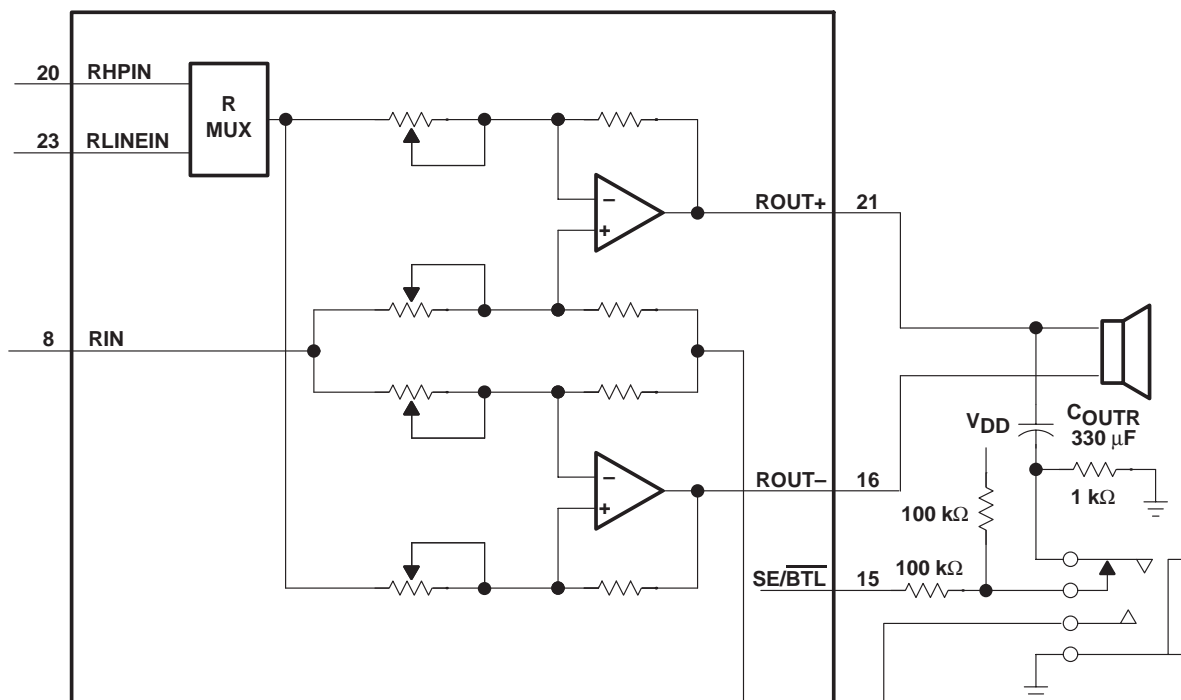 20 RHPIN
R
MUX
23 RLINEIN
−
+
ROUT+ 21
8 RIN
VDD
COUTR
330 μF
−
+
ROUT− 16
1 kΩ
100 kΩ
100 kΩ
SE/BTL 15